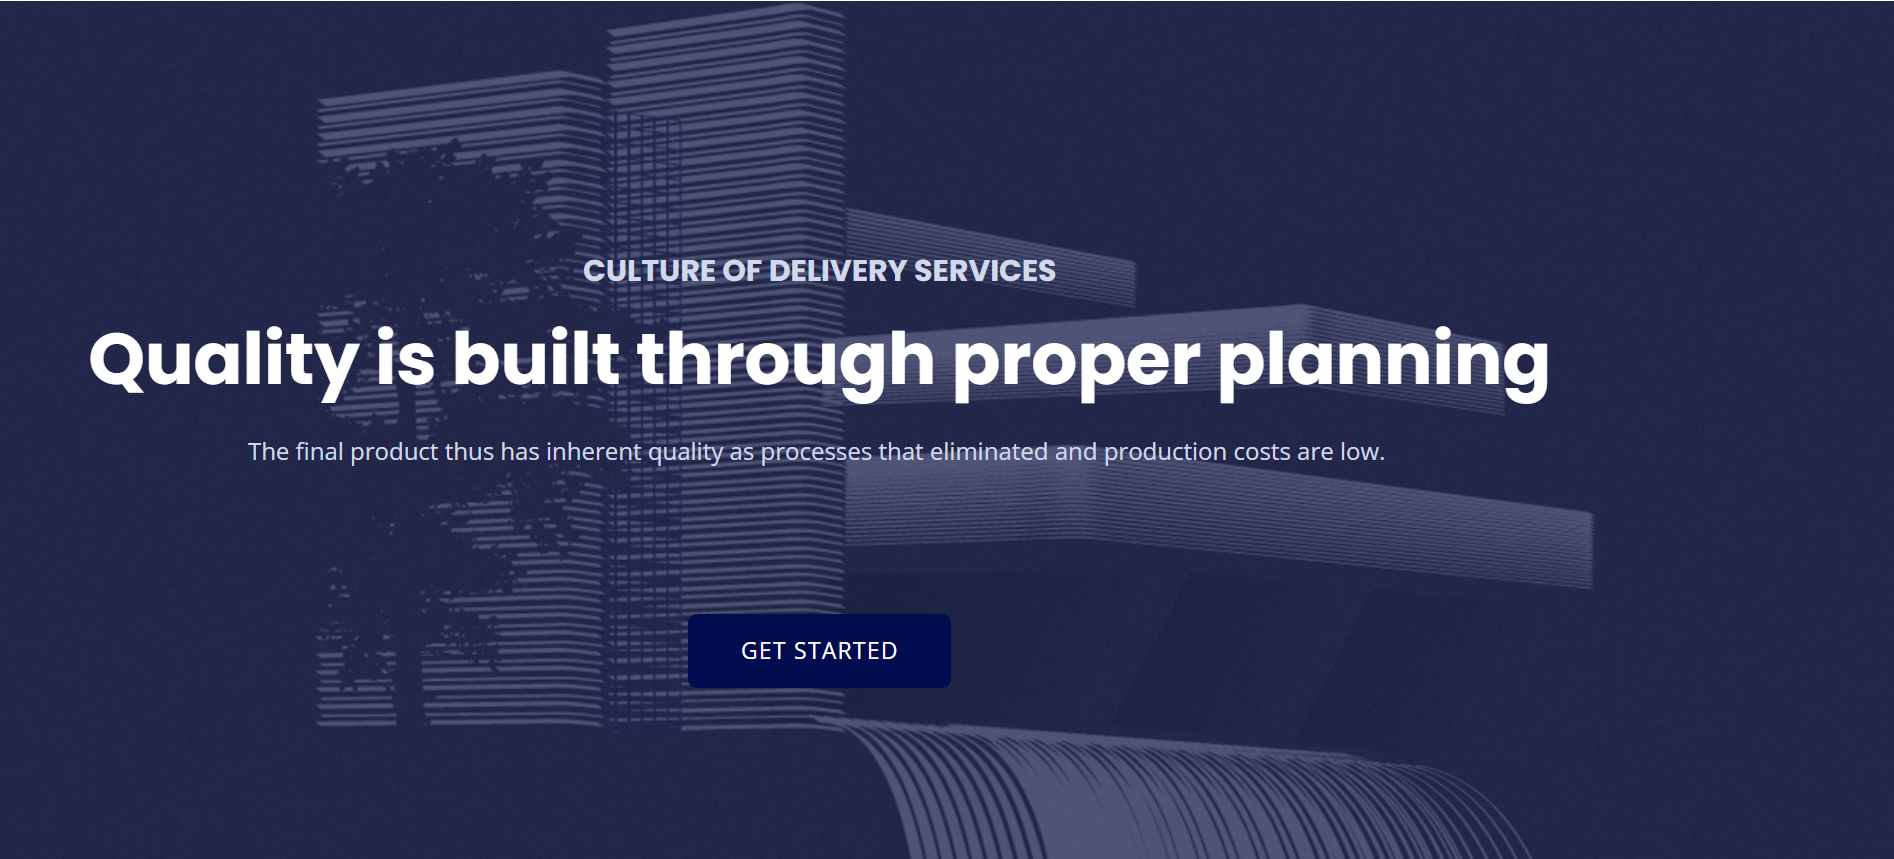 CULTURE OF DELIVERY SERVICES
Quality is built through proper planning
The final product thus has inherent quality as processes that eliminated and production costs are low.
GET STARTED